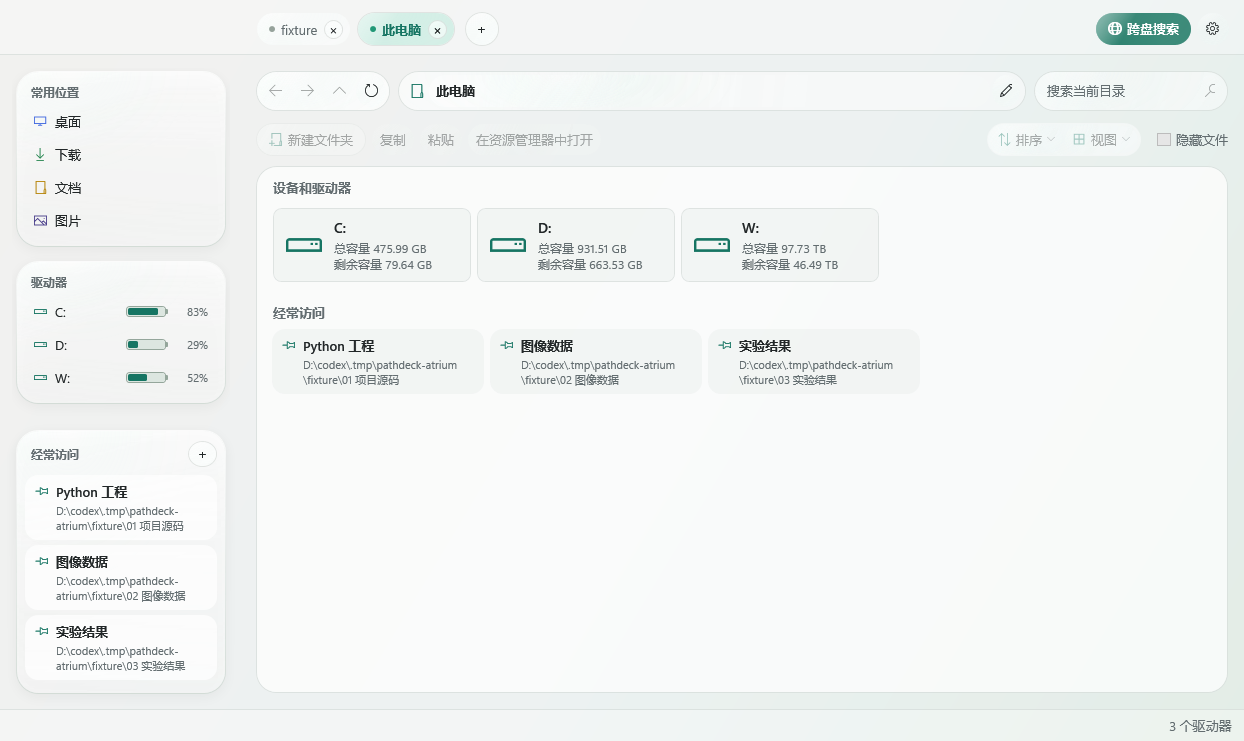 fixture
此电脑
+
跨盘搜索
常用位置
桌面
下载
文档
图片
驱动器
C:
83%
D:
29%
W:
52%
经常访问
+
Python 工程
D:\codex\.tmp\pathdeck-
atrium\fixture\01 项目源码
图像数据
D:\codex\.tmp\pathdeck-
atrium\fixture\02 图像数据
实验结果
D:\codex\.tmp\pathdeck-
atrium\fixture\03 实验结果
此电脑
搜索当前目录
新建文件夹
复制
粘贴
在资源管理器中打开
排序
视图
隐藏文件
设备和驱动器
C:
总容量 475.99 GB
剩余容量 79.64 GB
D:
总容量 931.51 GB
剩余容量 663.53 GB
W:
总容量 97.73 TB
剩余容量 46.49 TB
经常访问
Python 工程
D:\codex\.tmp\pathdeck-atrium
\fixture\01 项目源码
图像数据
D:\codex\.tmp\pathdeck-atrium
\fixture\02 图像数据
实验结果
D:\codex\.tmp\pathdeck-atrium
\fixture\03 实验结果
3 个驱动器